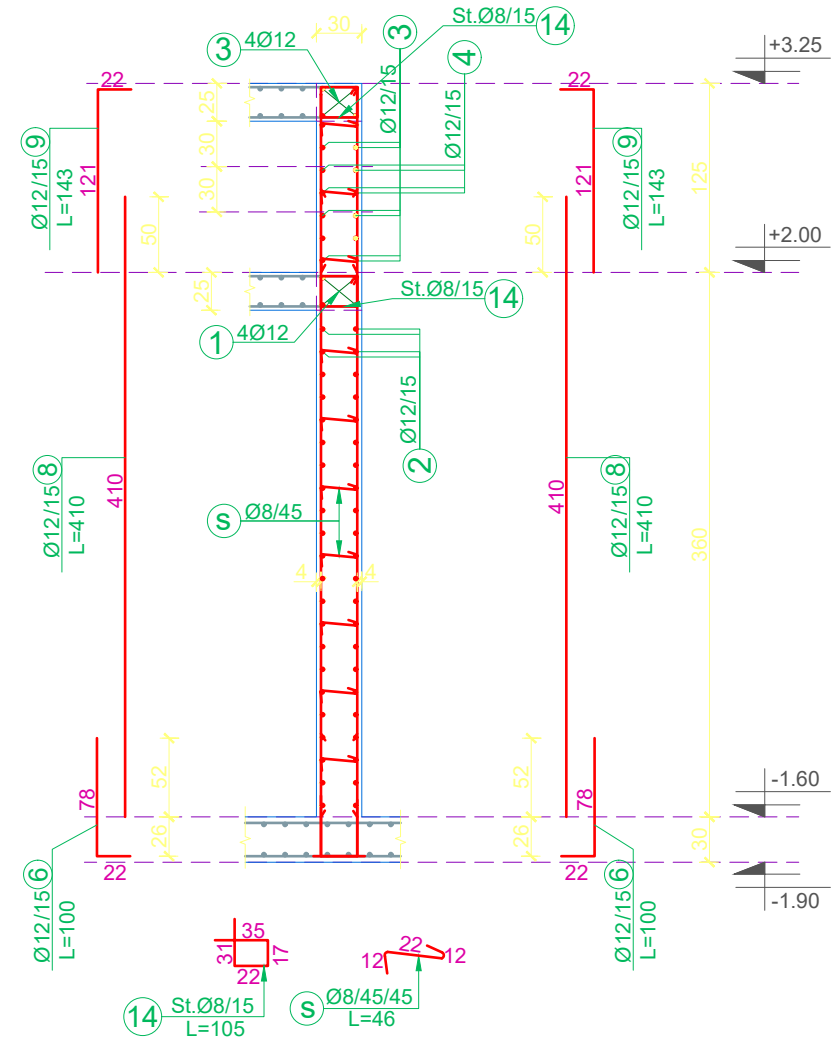 30
St.Ø8/15 14
3 4Ø12
3
Ø12/15
4
Ø12/15
+3.25
22
22
25
30
30
9
Ø12/15
L=143
121
50
9
Ø12/15
L=143
121
50
125
+2.00
25
St.Ø8/15 14
1 4Ø12
Ø12/15
2
8
Ø12/15
L=410
410
8
Ø12/15
L=410
410
S Ø8/45
360
4
4
52
52
78
78
26
26
-1.60
30
22
22
-1.90
6
Ø12/15
L=100
6
Ø12/15
L=100
35
31
17
22
14 St.Ø8/15
L=105
22
12
12
S Ø8/45/45
L=46